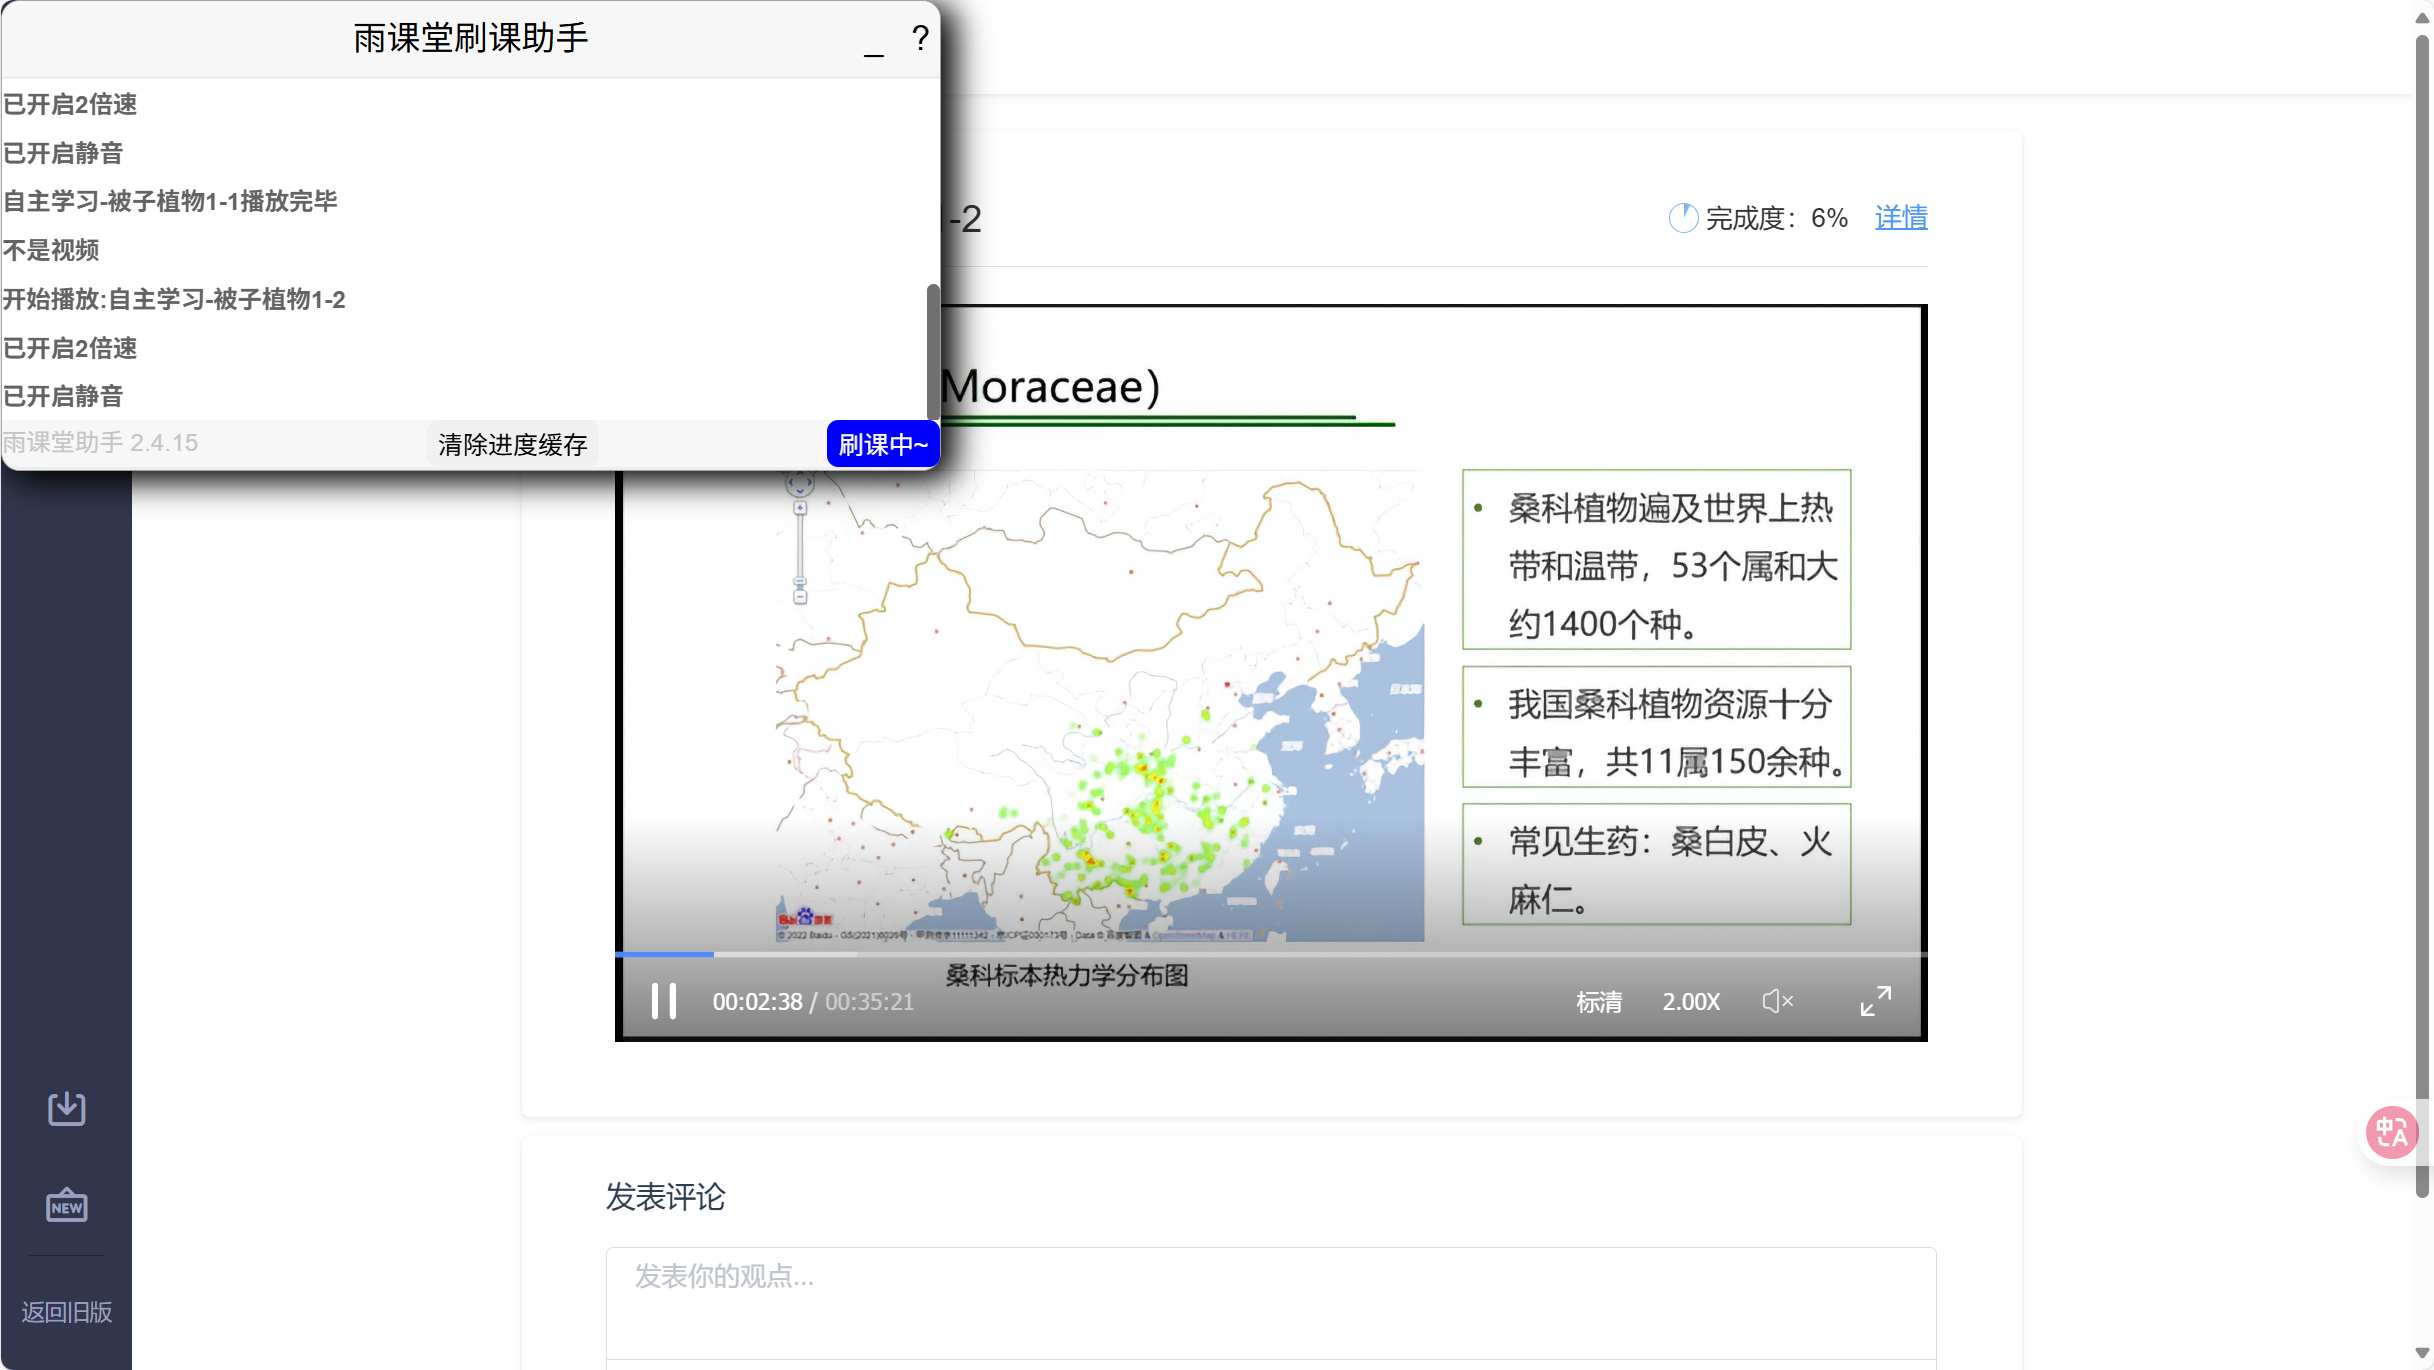 雨课堂刷课助手
_ ?
已开启2倍速
已开启静音
自主学习-被子植物1-1播放完毕
不是视频
开始播放:自主学习-被子植物1-2
已开启2倍速
已开启静音
雨课堂助手 2.4.15
清除进度缓存
刷课中~
-2
完成度：6% 详情
Moraceae）
• 桑科植物遍及世界上热
带和温带，53个属和大
约1400个种。
• 我国桑科植物资源十分
丰富，共11属150余种。
• 常见生药：桑白皮、火
麻仁。
桑科标本热力学分布图
00:02:38 / 00:35:21
标清 2.00X
NEW
返回旧版
发表评论
发表你的观点...
中A